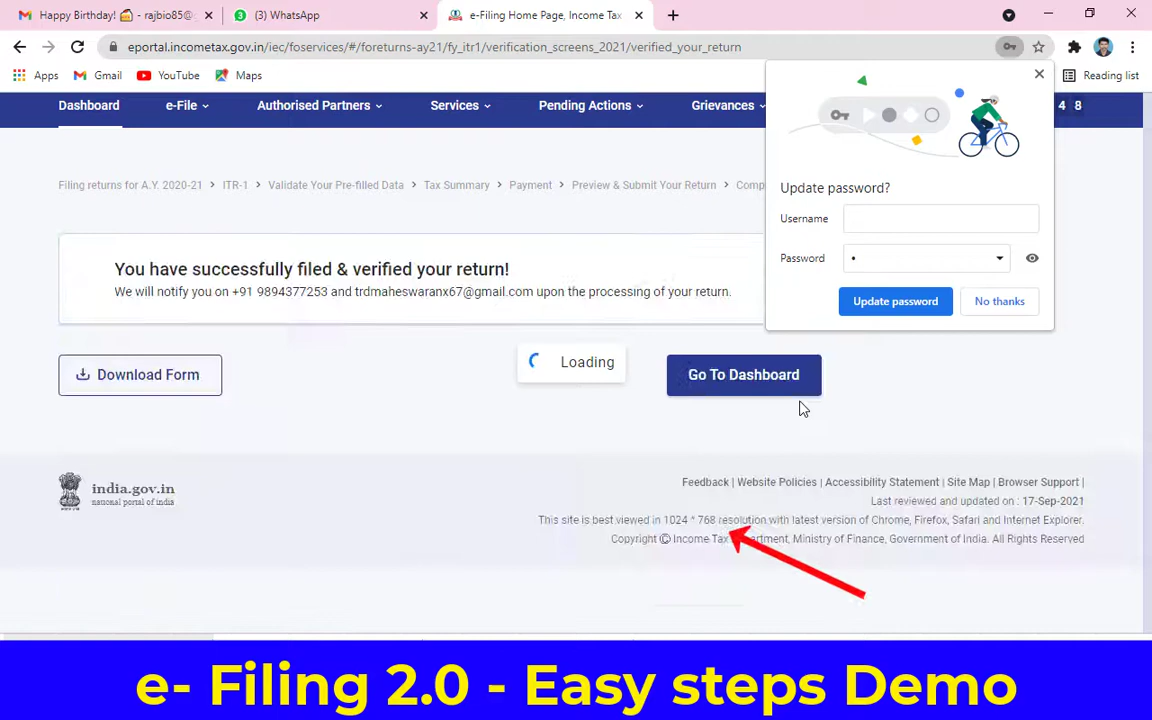 Happy Birthday! - rajbio85@
(3) WhatsApp
e-Filing Home Page, Income Tax
eportal.incometax.gov.in/iec/foservices/#/foreturns-ay21/fy_itr1/verification_screens_2021/verified_your_return
Apps Gmail YouTube Maps Reading list
Dashboard e-File Authorised Partners Services Pending Actions Grievances 4 8
Filing returns for A.Y. 2020-21 > ITR-1 > Validate Your Pre-filled Data > Tax Summary > Payment > Preview & Submit Your Return > Comp
Update password?
Username
Password •
Update password No thanks
You have successfully filed & verified your return!
We will notify you on +91 9894377253 and trdmaheswaranx67@gmail.com upon the processing of your return.
Download Form
Loading
Go To Dashboard
india.gov.in
national portal of india
Feedback | Website Policies | Accessibility Statement | Site Map | Browser Support |
Last reviewed and updated on : 17-Sep-2021
This site is best viewed in 1024 * 768 resolution with latest version of Chrome, Firefox, Safari and Internet Explorer.
Copyright © Income Tax Department, Ministry of Finance, Government of India. All Rights Reserved
e- Filing 2.0 - Easy steps Demo